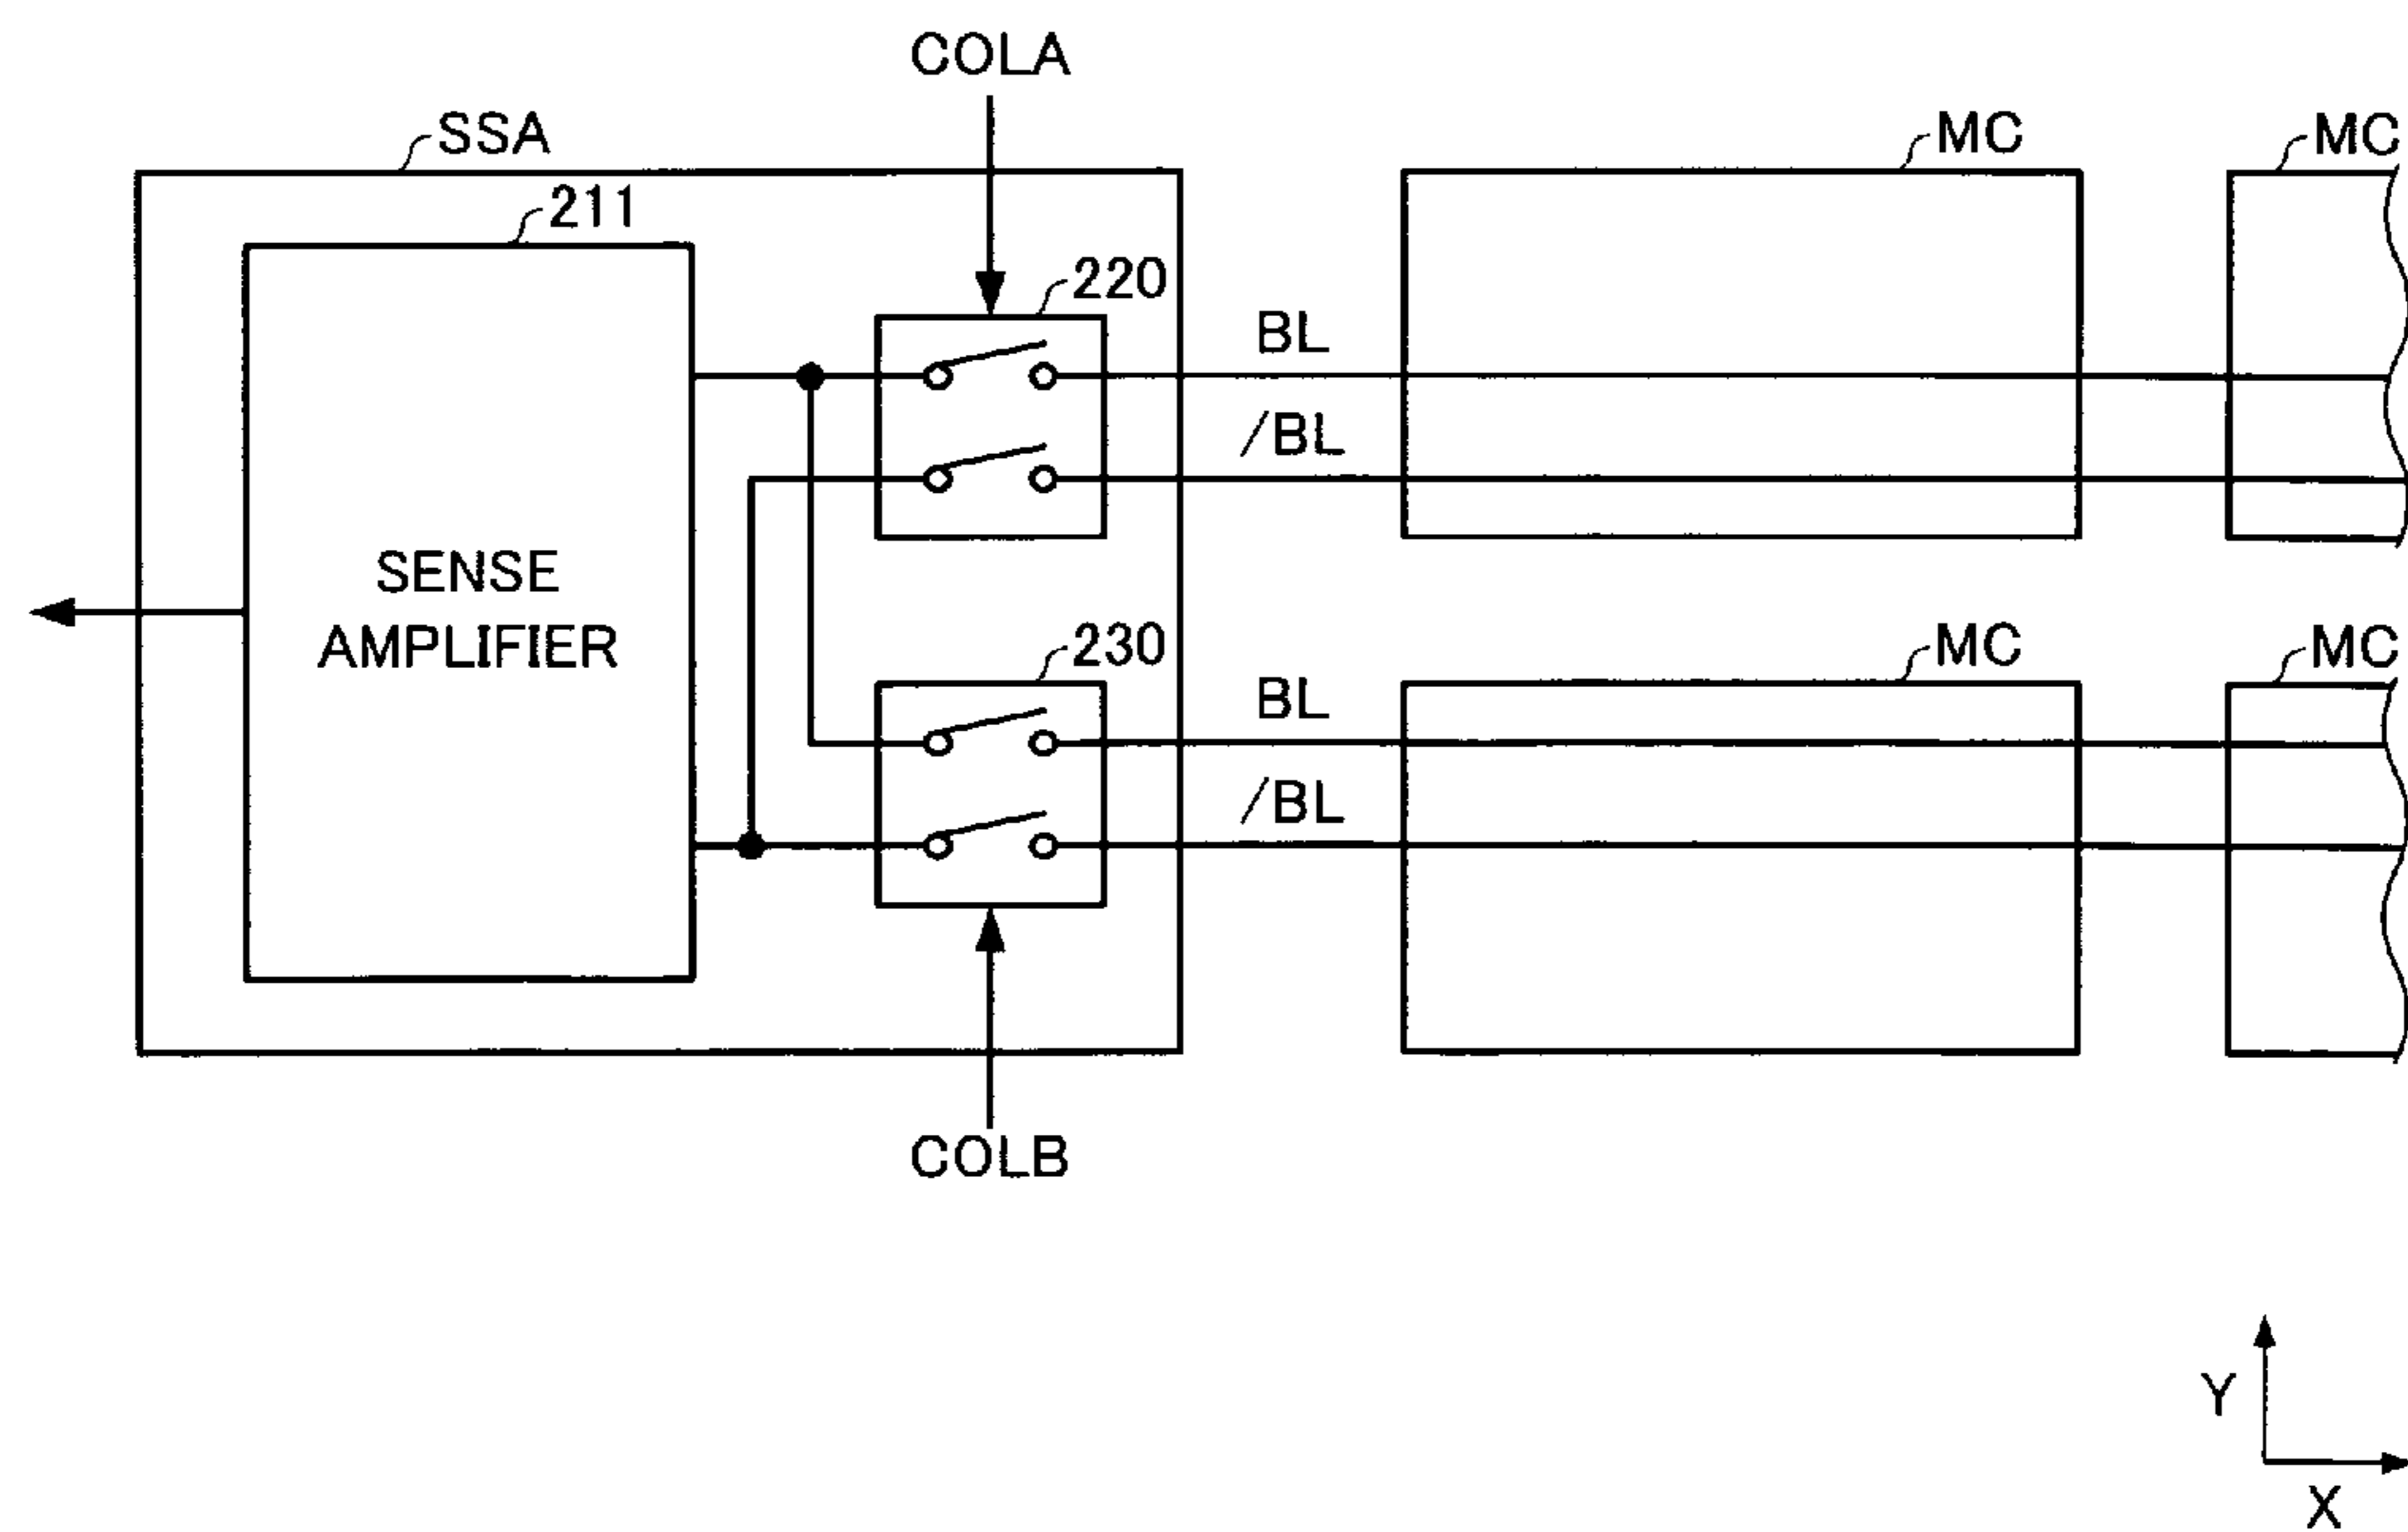 COLA
SSA
MC
MC
211
220
BL
/BL
SENSE
AMPLIFIER
230
MC
MC
BL
/BL
COLB
Y
X